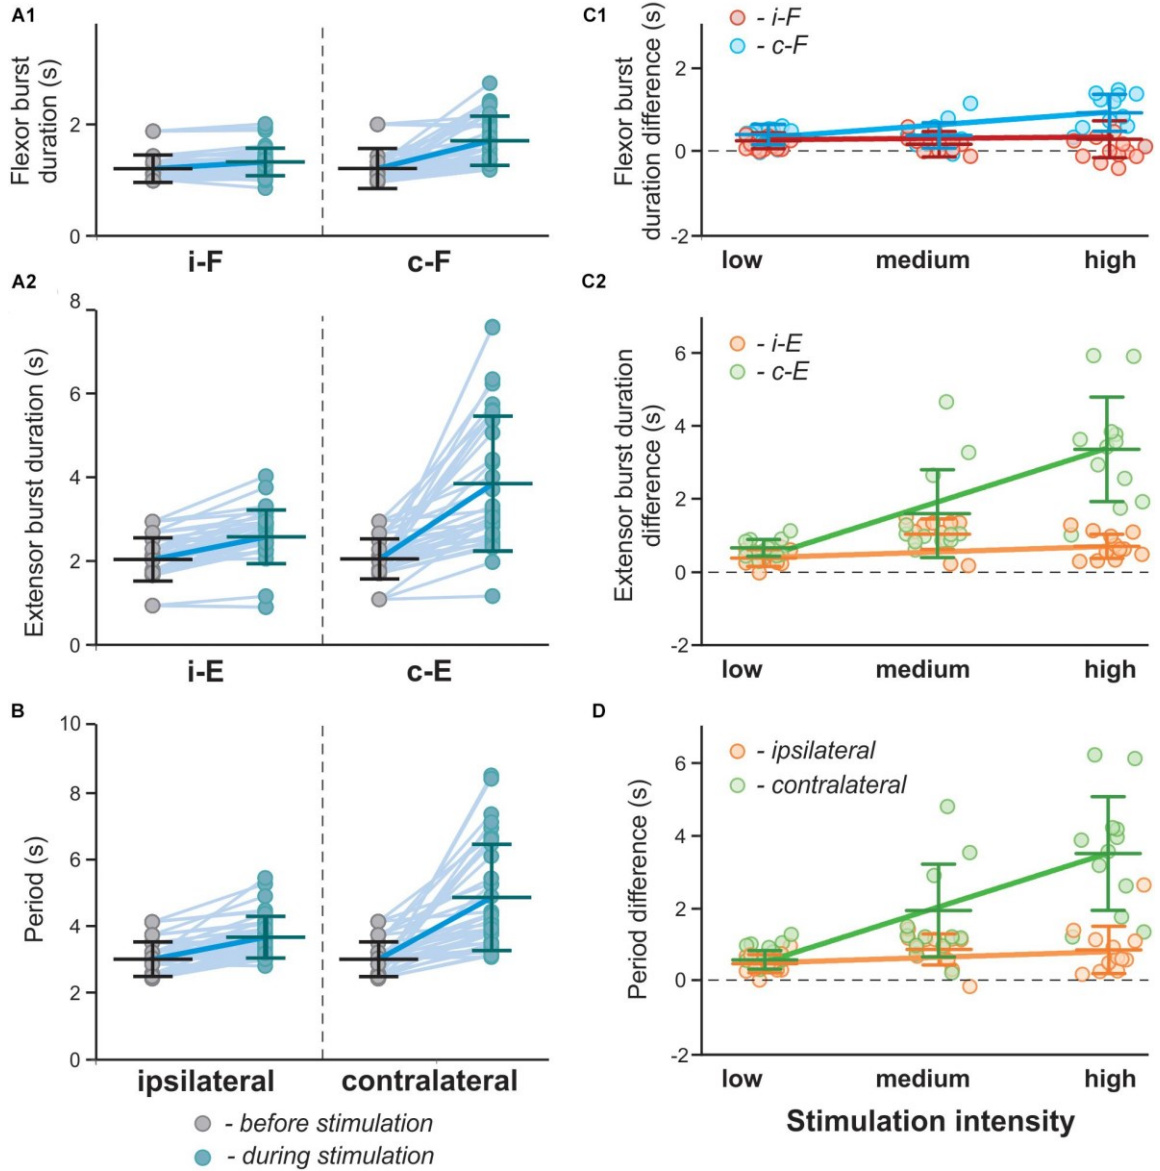 A1
Flexor burst
duration (s)
2
0
i-F
c-F
A2
Extensor burst duration (s)
8
6
4
2
0
i-E
c-E
B
Period (s)
10
8
6
4
2
0
ipsilateral
contralateral
- before stimulation
- during stimulation
C1
Flexor burst
duration difference (s)
- i-F
- c-F
2
0
-2
low
medium
high
C2
Extensor burst duration
difference (s)
- i-E
- c-E
6
4
2
0
-2
low
medium
high
D
Period difference (s)
- ipsilateral
- contralateral
6
4
2
0
-2
low
medium
high
Stimulation intensity